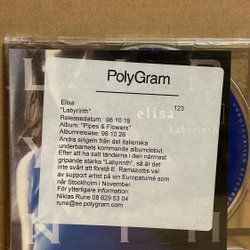 PolyGram
Elisa
"Labyrinth"
Releasedatum: 98 10 19
Album: "Pipes & Flowers"
Albumrelease: 98 10 26
Andra singeln från det italienska
underbarnets kommande albumdebut.
Efter att ha satt tänderna i den närmast
gripande starka "Labyrinth", så är det
inte svårt att förstå E. Ramazottis val
av support artist på sin Europaturné som
når Stockholm i November.
För ytterligare information
Niklas Rune 08 629 53 04
rune@se.polygram.com
123
elisa
Labyrinth